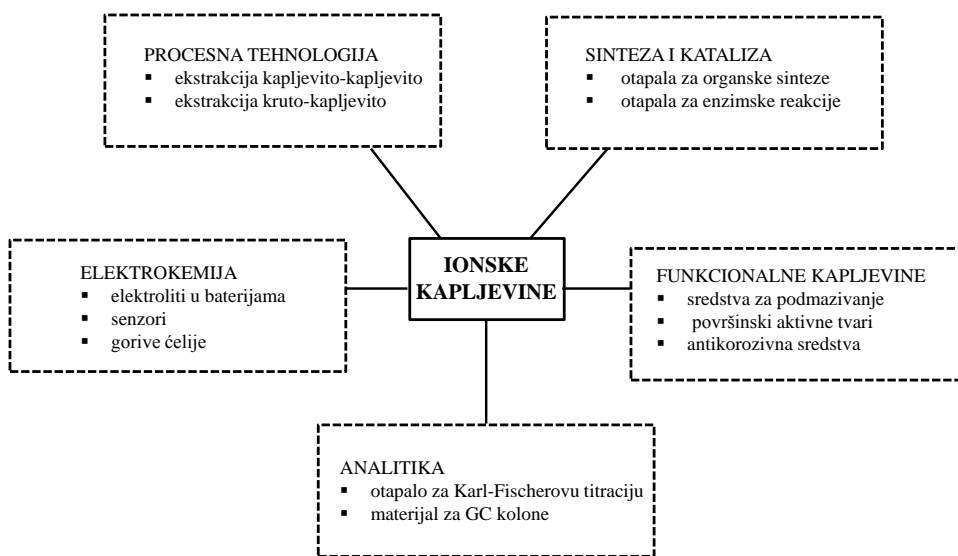 PROCESNA TEHNOLOGIJA
▪ ekstrakcija kapljevito-kapljevito
▪ ekstrakcija kruto-kapljevito
SINTEZA I KATALIZA
▪ otapala za organske sinteze
▪ otapala za enzimske reakcije
ELEKTROKEMIJA
▪ elektroliti u baterijama
▪ senzori
▪ gorive ćelije
IONSKE
KAPLJEVINE
FUNKCIONALNE KAPLJEVINE
▪ sredstva za podmazivanje
▪ površinski aktivne tvari
▪ antikorozivna sredstva
ANALITIKA
▪ otapalo za Karl-Fischerovu titraciju
▪ materijal za GC kolone